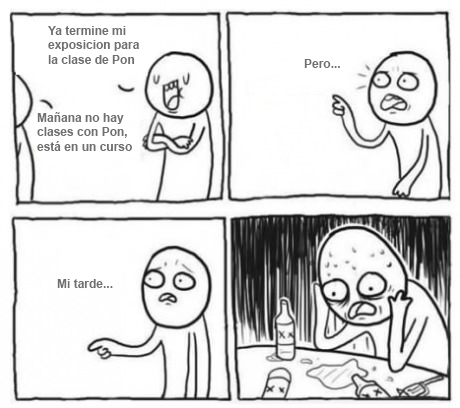 Ya termine mi
exposicion para
la clase de Pon
Mañana no hay
clases con Pon,
está en un curso
Pero...
Mi tarde...
x x
x x